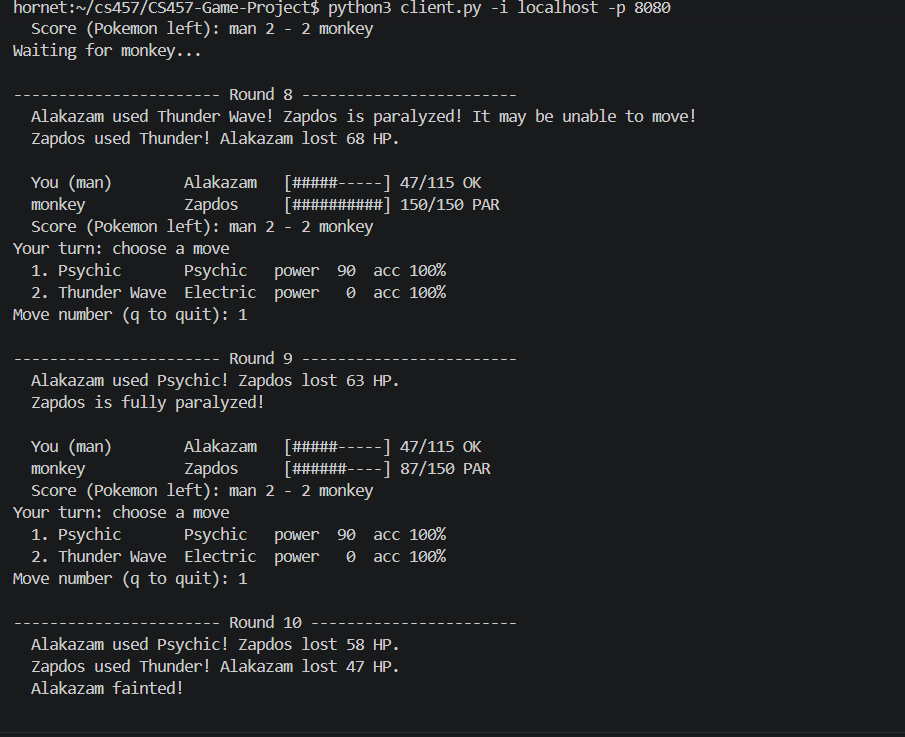 hornet:~/cs457/CS457-Game-Project$ python3 client.py -i localhost -p 8080
  Score (Pokemon left): man 2 - 2 monkey
Waiting for monkey...

----------------------- Round 8 ------------------------
  Alakazam used Thunder Wave! Zapdos is paralyzed! It may be unable to move!
  Zapdos used Thunder! Alakazam lost 68 HP.

  You (man)        Alakazam   [#####-----] 47/115 OK
  monkey           Zapdos     [##########] 150/150 PAR
  Score (Pokemon left): man 2 - 2 monkey
Your turn: choose a move
  1. Psychic       Psychic   power  90  acc 100%
  2. Thunder Wave  Electric  power   0  acc 100%
Move number (q to quit): 1

----------------------- Round 9 ------------------------
  Alakazam used Psychic! Zapdos lost 63 HP.
  Zapdos is fully paralyzed!

  You (man)        Alakazam   [#####-----] 47/115 OK
  monkey           Zapdos     [######----] 87/150 PAR
  Score (Pokemon left): man 2 - 2 monkey
Your turn: choose a move
  1. Psychic       Psychic   power  90  acc 100%
  2. Thunder Wave  Electric  power   0  acc 100%
Move number (q to quit): 1

----------------------- Round 10 -----------------------
  Alakazam used Psychic! Zapdos lost 58 HP.
  Zapdos used Thunder! Alakazam lost 47 HP.
  Alakazam fainted!